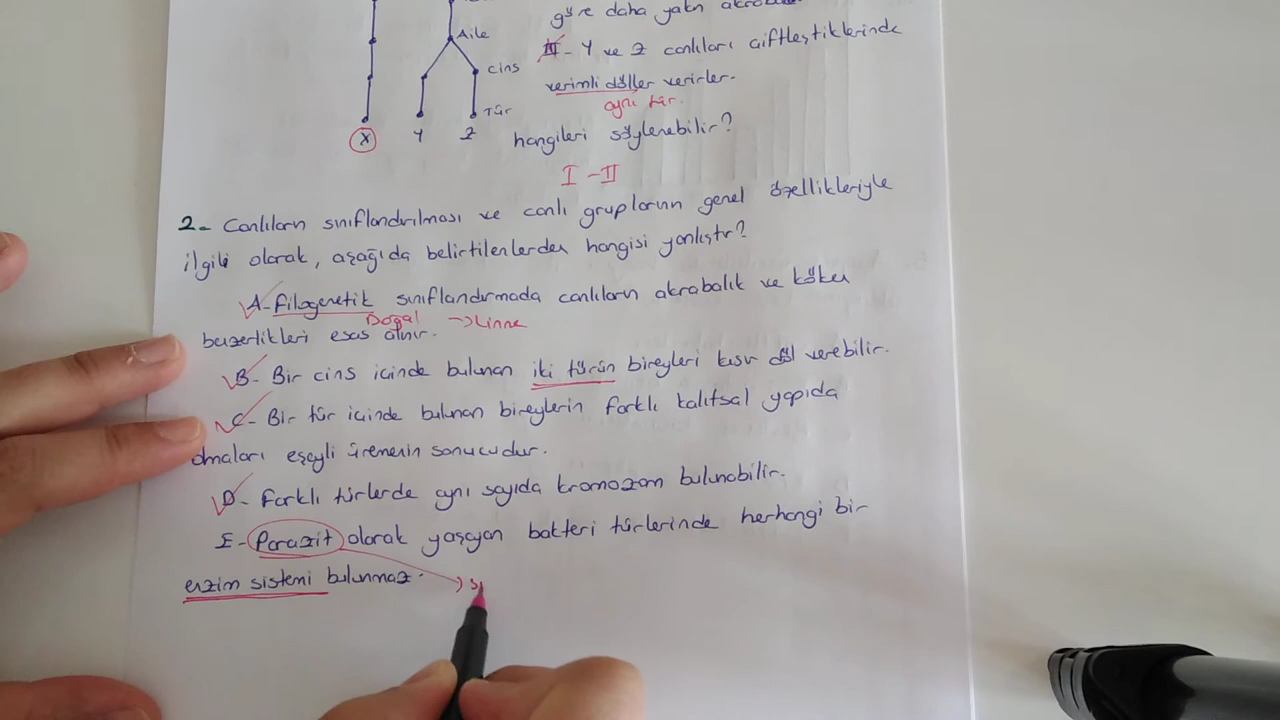 göre daha yakın
Aile
III- Y ve Z canlıları çiftleştiklerinde
cins
verimli döller verirler.
aynı tür.
Tür
X Y Z
hangileri söylenebilir?
I - II
2- Canlıların sınıflandırılması ve canlı gruplarının genel özellikleriyle
ilgili olarak, aşağıda belirtilenlerden hangisi yanlıştır?
A- Filogenetik sınıflandırmada canlıların akrabalık ve köken
Doğal → Linne
benzerlikleri esas alınır.
B- Bir cins içinde bulunan iki türün bireyleri kısır döl verebilir.
C- Bir tür içinde bulunan bireylerin farklı kalıtsal yapıda
olmaları eşeyli üremenin sonucudur.
D- Farklı türlerde aynı sayıda kromozom bulunabilir.
E- Parazit olarak yaşayan bakteri türlerinde herhangi bir
enzim sistemi bulunmaz.